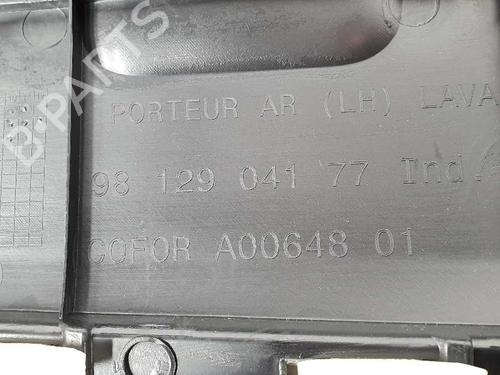 B-PARTS
PORTEUR AR (LH) LAVA
98 129 041 77 Ind.
COFOR A00648 01